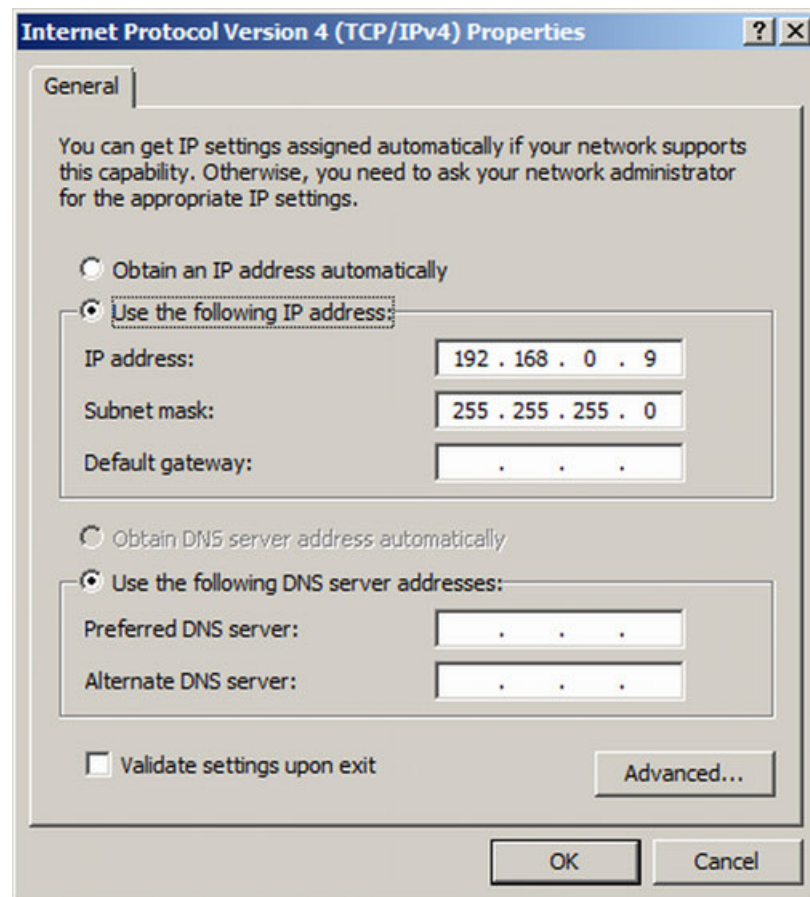 Internet Protocol Version 4 (TCP/IPv4) Properties
General
You can get IP settings assigned automatically if your network supports
this capability. Otherwise, you need to ask your network administrator
for the appropriate IP settings.
Obtain an IP address automatically
Use the following IP address:
IP address: 192 . 168 . 0 . 9
Subnet mask: 255 . 255 . 255 . 0
Default gateway: . . .
Obtain DNS server address automatically
Use the following DNS server addresses:
Preferred DNS server: . . .
Alternate DNS server: . . .
Validate settings upon exit
Advanced...
OK Cancel